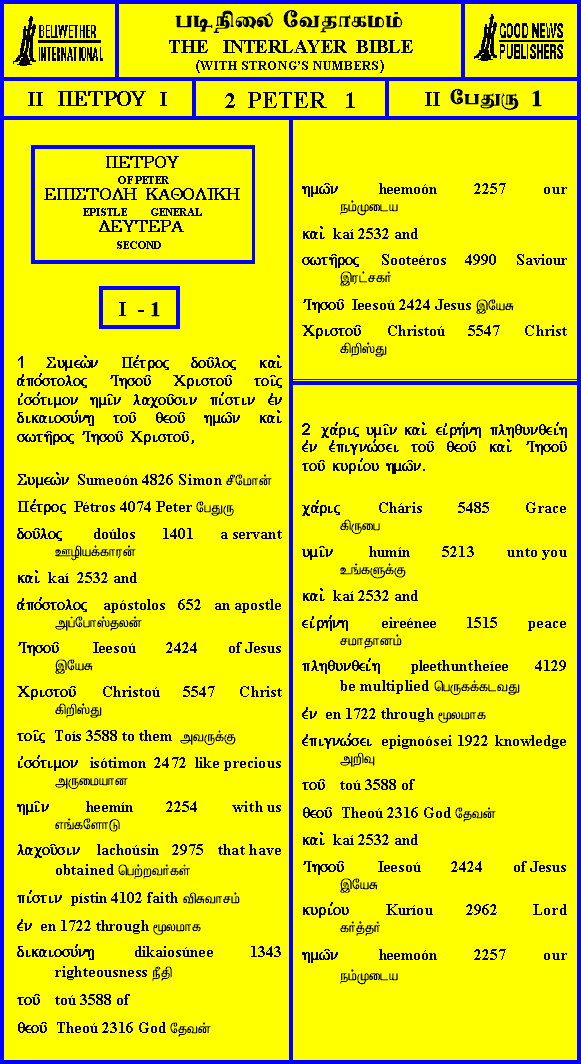 BELLWETHER
INTERNATIONAL
படிநிலை வேதாகமம்
THE INTERLAYER BIBLE
(WITH STRONG'S NUMBERS)
GOOD NEWS
PUBLISHERS
II ΠΕΤΡΟΥ I
2 PETER 1
II பேதுரு 1
ΠΕΤΡΟΥ
OF PETER
ΕΠΙΣΤΟΛΗ ΚΑΘΟΛΙΚΗ
EPISTLE GENERAL
ΔΕΥΤΕΡΑ
SECOND
I - 1
1 Συμεὼν Πέτρος δοῦλος καὶ
ἀπόστολος Ἰησοῦ Χριστοῦ τοῖς
ἰσότιμον ημῖν λαχοῦσιν πίστιν ἐν
δικαιοσύνῃ τοῦ θεοῦ ημῶν καὶ
σωτῆρος Ἰησοῦ Χριστοῦ,
Συμεὼν Sumeoón 4826 Simon சீமோன்
Πέτρος Pétros 4074 Peter பேதுரு
δοῦλος doúlos 1401 a servant
ஊழியக்காரன்
καὶ kaí 2532 and
ἀπόστολος apóstolos 652 an apostle
அப்போஸ்தலன்
Ἰησοῦ Ieesoú 2424 of Jesus
இயேசு
Χριστοῦ Christoú 5547 Christ
கிறிஸ்து
τοῖς Toís 3588 to them அவருக்கு
ἰσότιμον isótimon 2472 like precious
அருமையான
ημῖν heemín 2254 with us
எங்களோடு
λαχοῦσιν lachoúsin 2975 that have
obtained பெற்றவர்கள்
πίστιν pístin 4102 faith விசுவாசம்
ἐν en 1722 through மூலமாக
δικαιοσύνῃ dikaiosúnee 1343
righteousness நீதி
τοῦ toú 3588 of
θεοῦ Theoú 2316 God தேவன்
ημῶν heemoón 2257 our
நம்முடைய
καὶ kaí 2532 and
σωτῆρος Sooteéros 4990 Saviour
இரட்சகர்
Ἰησοῦ Ieesoú 2424 Jesus இயேசு
Χριστοῦ Christoú 5547 Christ
கிறிஸ்து
2 χάρις υμῖν καὶ εἰρήνη πληθυνθείη
ἐν ἐπιγνώσει τοῦ θεοῦ καὶ Ἰησοῦ
τοῦ κυρίου ημῶν.
χάρις Cháris 5485 Grace
கிருபை
υμῖν humín 5213 unto you
உங்களுக்கு
καὶ kaí 2532 and
εἰρήνη eireénee 1515 peace
சமாதானம்
πληθυνθείη pleethuntheíee 4129
be multiplied பெருகக்கடவது
ἐν en 1722 through மூலமாக
ἐπιγνώσει epignoósei 1922 knowledge
அறிவு
τοῦ toú 3588 of
θεοῦ Theoú 2316 God தேவன்
καὶ kaí 2532 and
Ἰησοῦ Ieesoú 2424 of Jesus
இயேசு
κυρίου Kuríou 2962 Lord
கர்த்தர்
ημῶν heemoón 2257 our
நம்முடைய